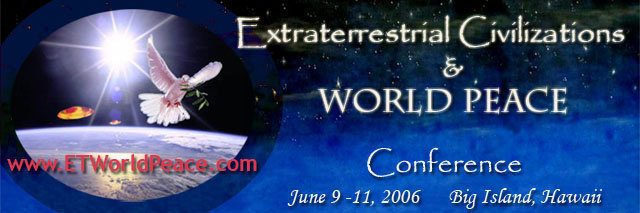 Extraterrestrial Civilizations
&
WORLD PEACE
www.ETWorldPeace.com
Conference
June 9 -11, 2006 Big Island, Hawaii